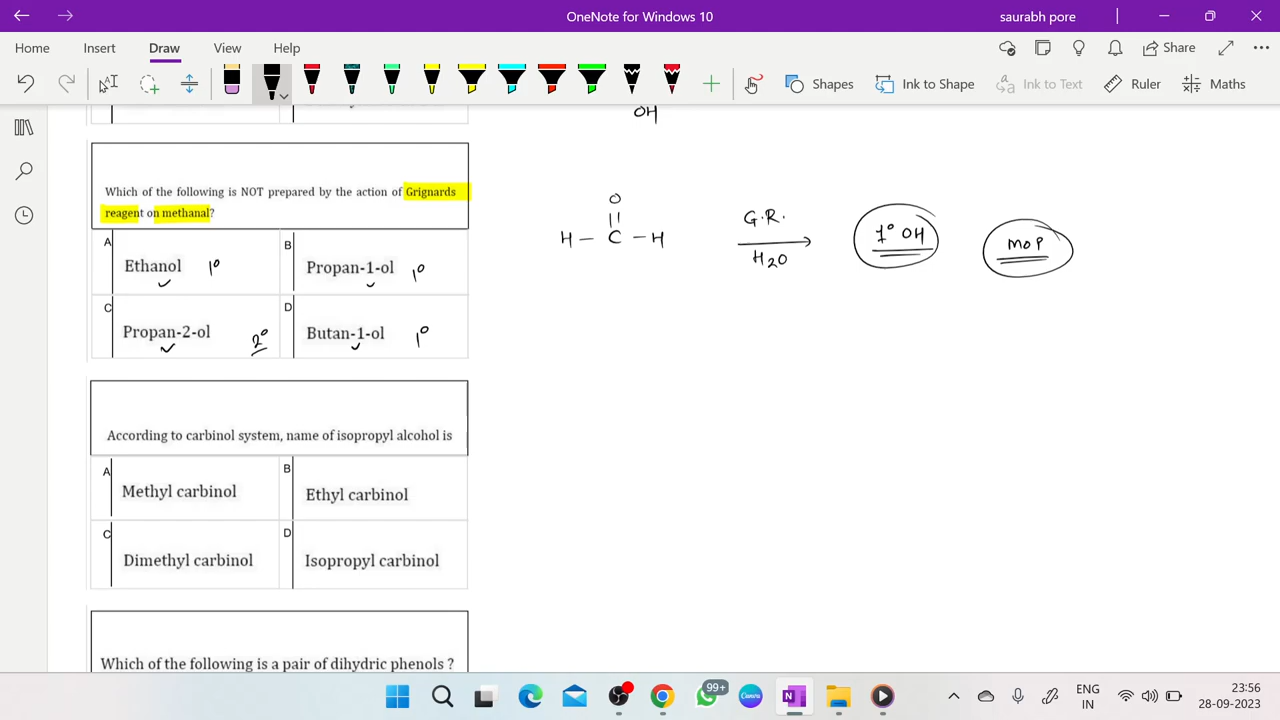 OneNote for Windows 10
saurabh pore
Home
Insert
Draw
View
Help
Share
Shapes
Ink to Shape
Ink to Text
Ruler
Maths
OH
Which of the following is NOT prepared by the action of Grignards
reagent on methanal?
A
Ethanol 1°
B
Propan-1-ol 1°
C
Propan-2-ol 2°
D
Butan-1-ol 1°
O
H - C - H
G.R.
H2O
1° OH
MOP
According to carbinol system, name of isopropyl alcohol is
A
Methyl carbinol
B
Ethyl carbinol
C
Dimethyl carbinol
D
Isopropyl carbinol
Which of the following is a pair of dihydric phenols ?
99+
ENG
IN
23:56
28-09-2023